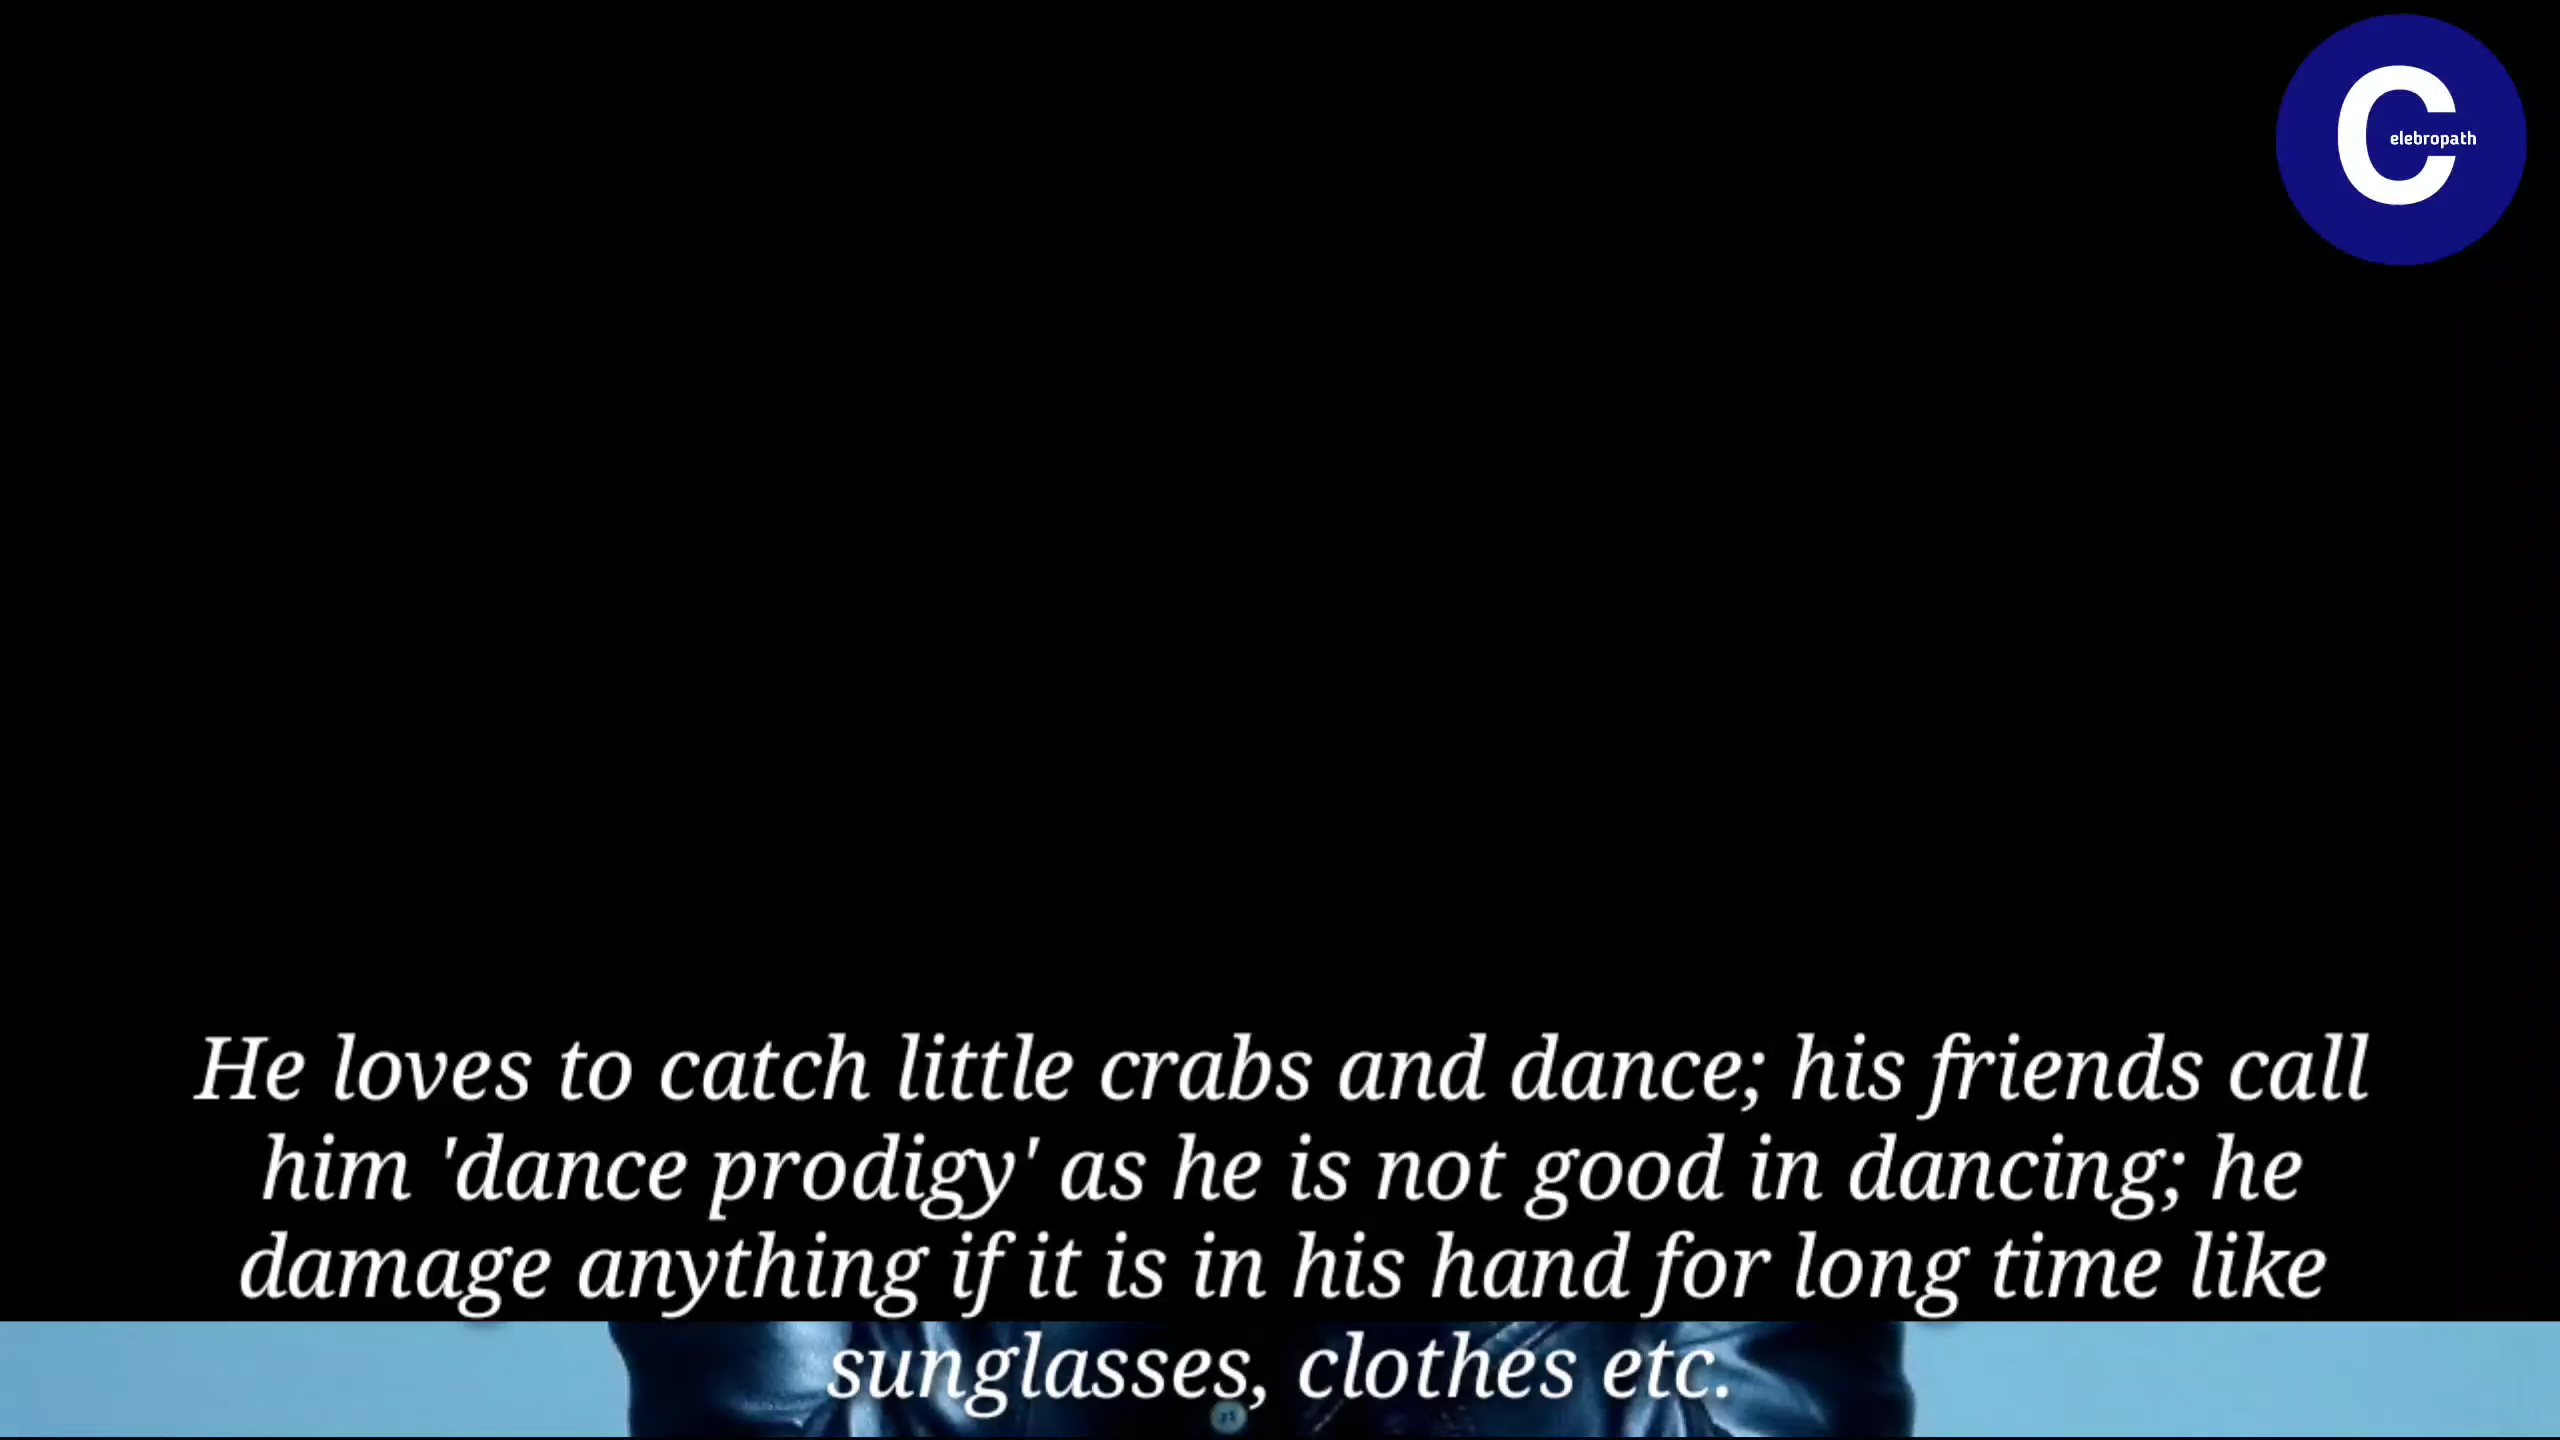 Celebropath
He loves to catch little crabs and dance; his friends call
him 'dance prodigy' as he is not good in dancing; he
damage anything if it is in his hand for long time like
sunglasses, clothes etc.